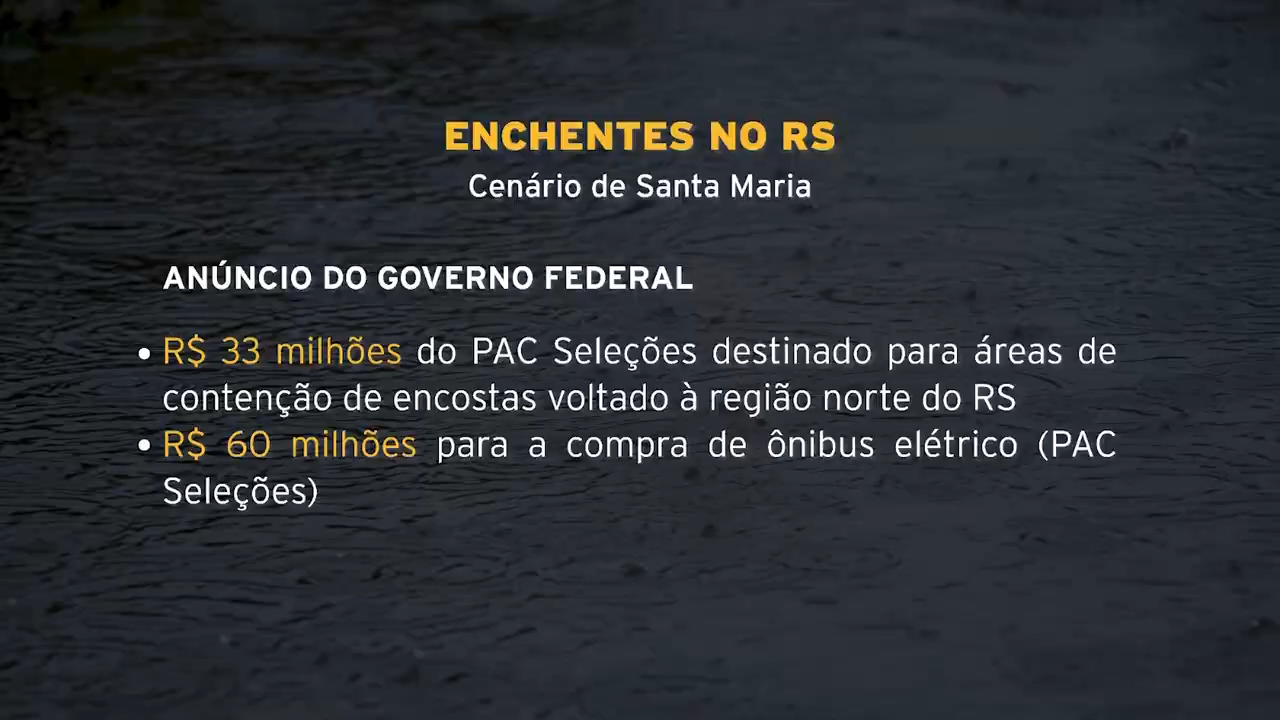 ENCHENTES NO RS
Cenário de Santa Maria
ANÚNCIO DO GOVERNO FEDERAL
• R$ 33 milhões do PAC Seleções destinado para áreas de
contenção de encostas voltado à região norte do RS
• R$ 60 milhões para a compra de ônibus elétrico (PAC
Seleções)